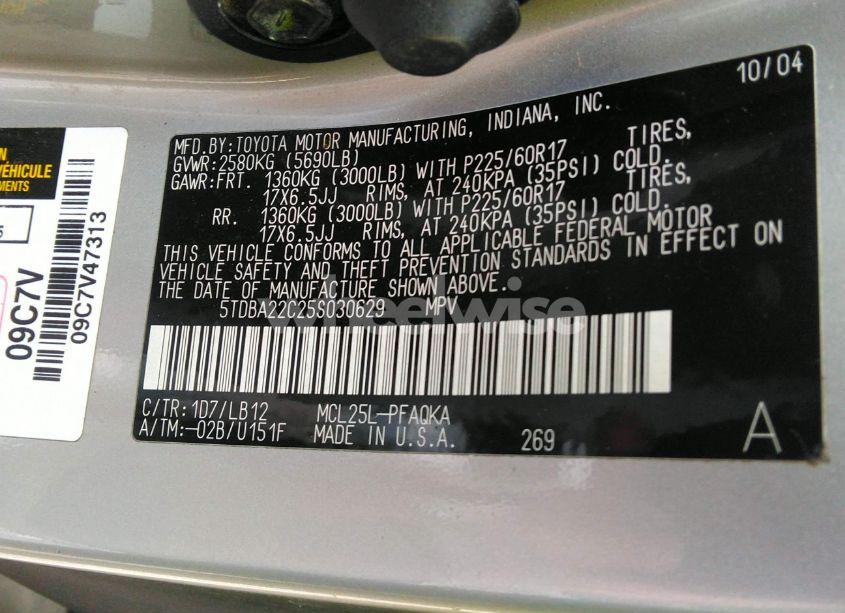 10/04
MFD.BY:TOYOTA MOTOR MANUFACTURING, INDIANA, INC.
GVWR:2580KG (5690LB)
GAWR:FRT. 1360KG (3000LB) WITH P225/60R17 TIRES,
17X6.5JJ RIMS, AT 240KPA (35PSI) COLD.
RR. 1360KG (3000LB) WITH P225/60R17 TIRES,
17X6.5JJ RIMS, AT 240KPA (35PSI) COLD.
THIS VEHICLE CONFORMS TO ALL APPLICABLE FEDERAL MOTOR
VEHICLE SAFETY AND THEFT PREVENTION STANDARDS IN EFFECT ON
THE DATE OF MANUFACTURE SHOWN ABOVE.
5TDBA22C25S030629 MPV
C/TR:1D7/LB12 MCL25L-PFAQKA
A/TM:-02B/U151F MADE IN U.S.A. 269 A
VÉHICULE
09C7V
09C7V47313
wheelwise